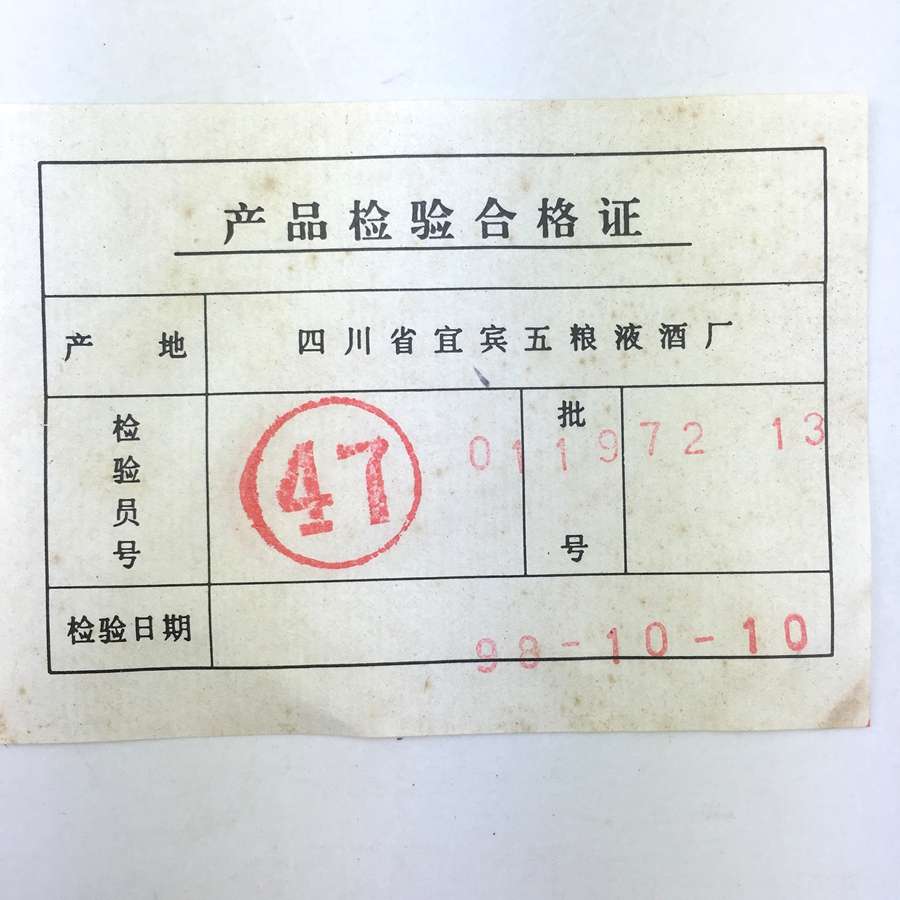 产品检验合格证
产 地 四川省宜宾五粮液酒厂
检验员号 47 批号 011972 13
检验日期 98-10-10